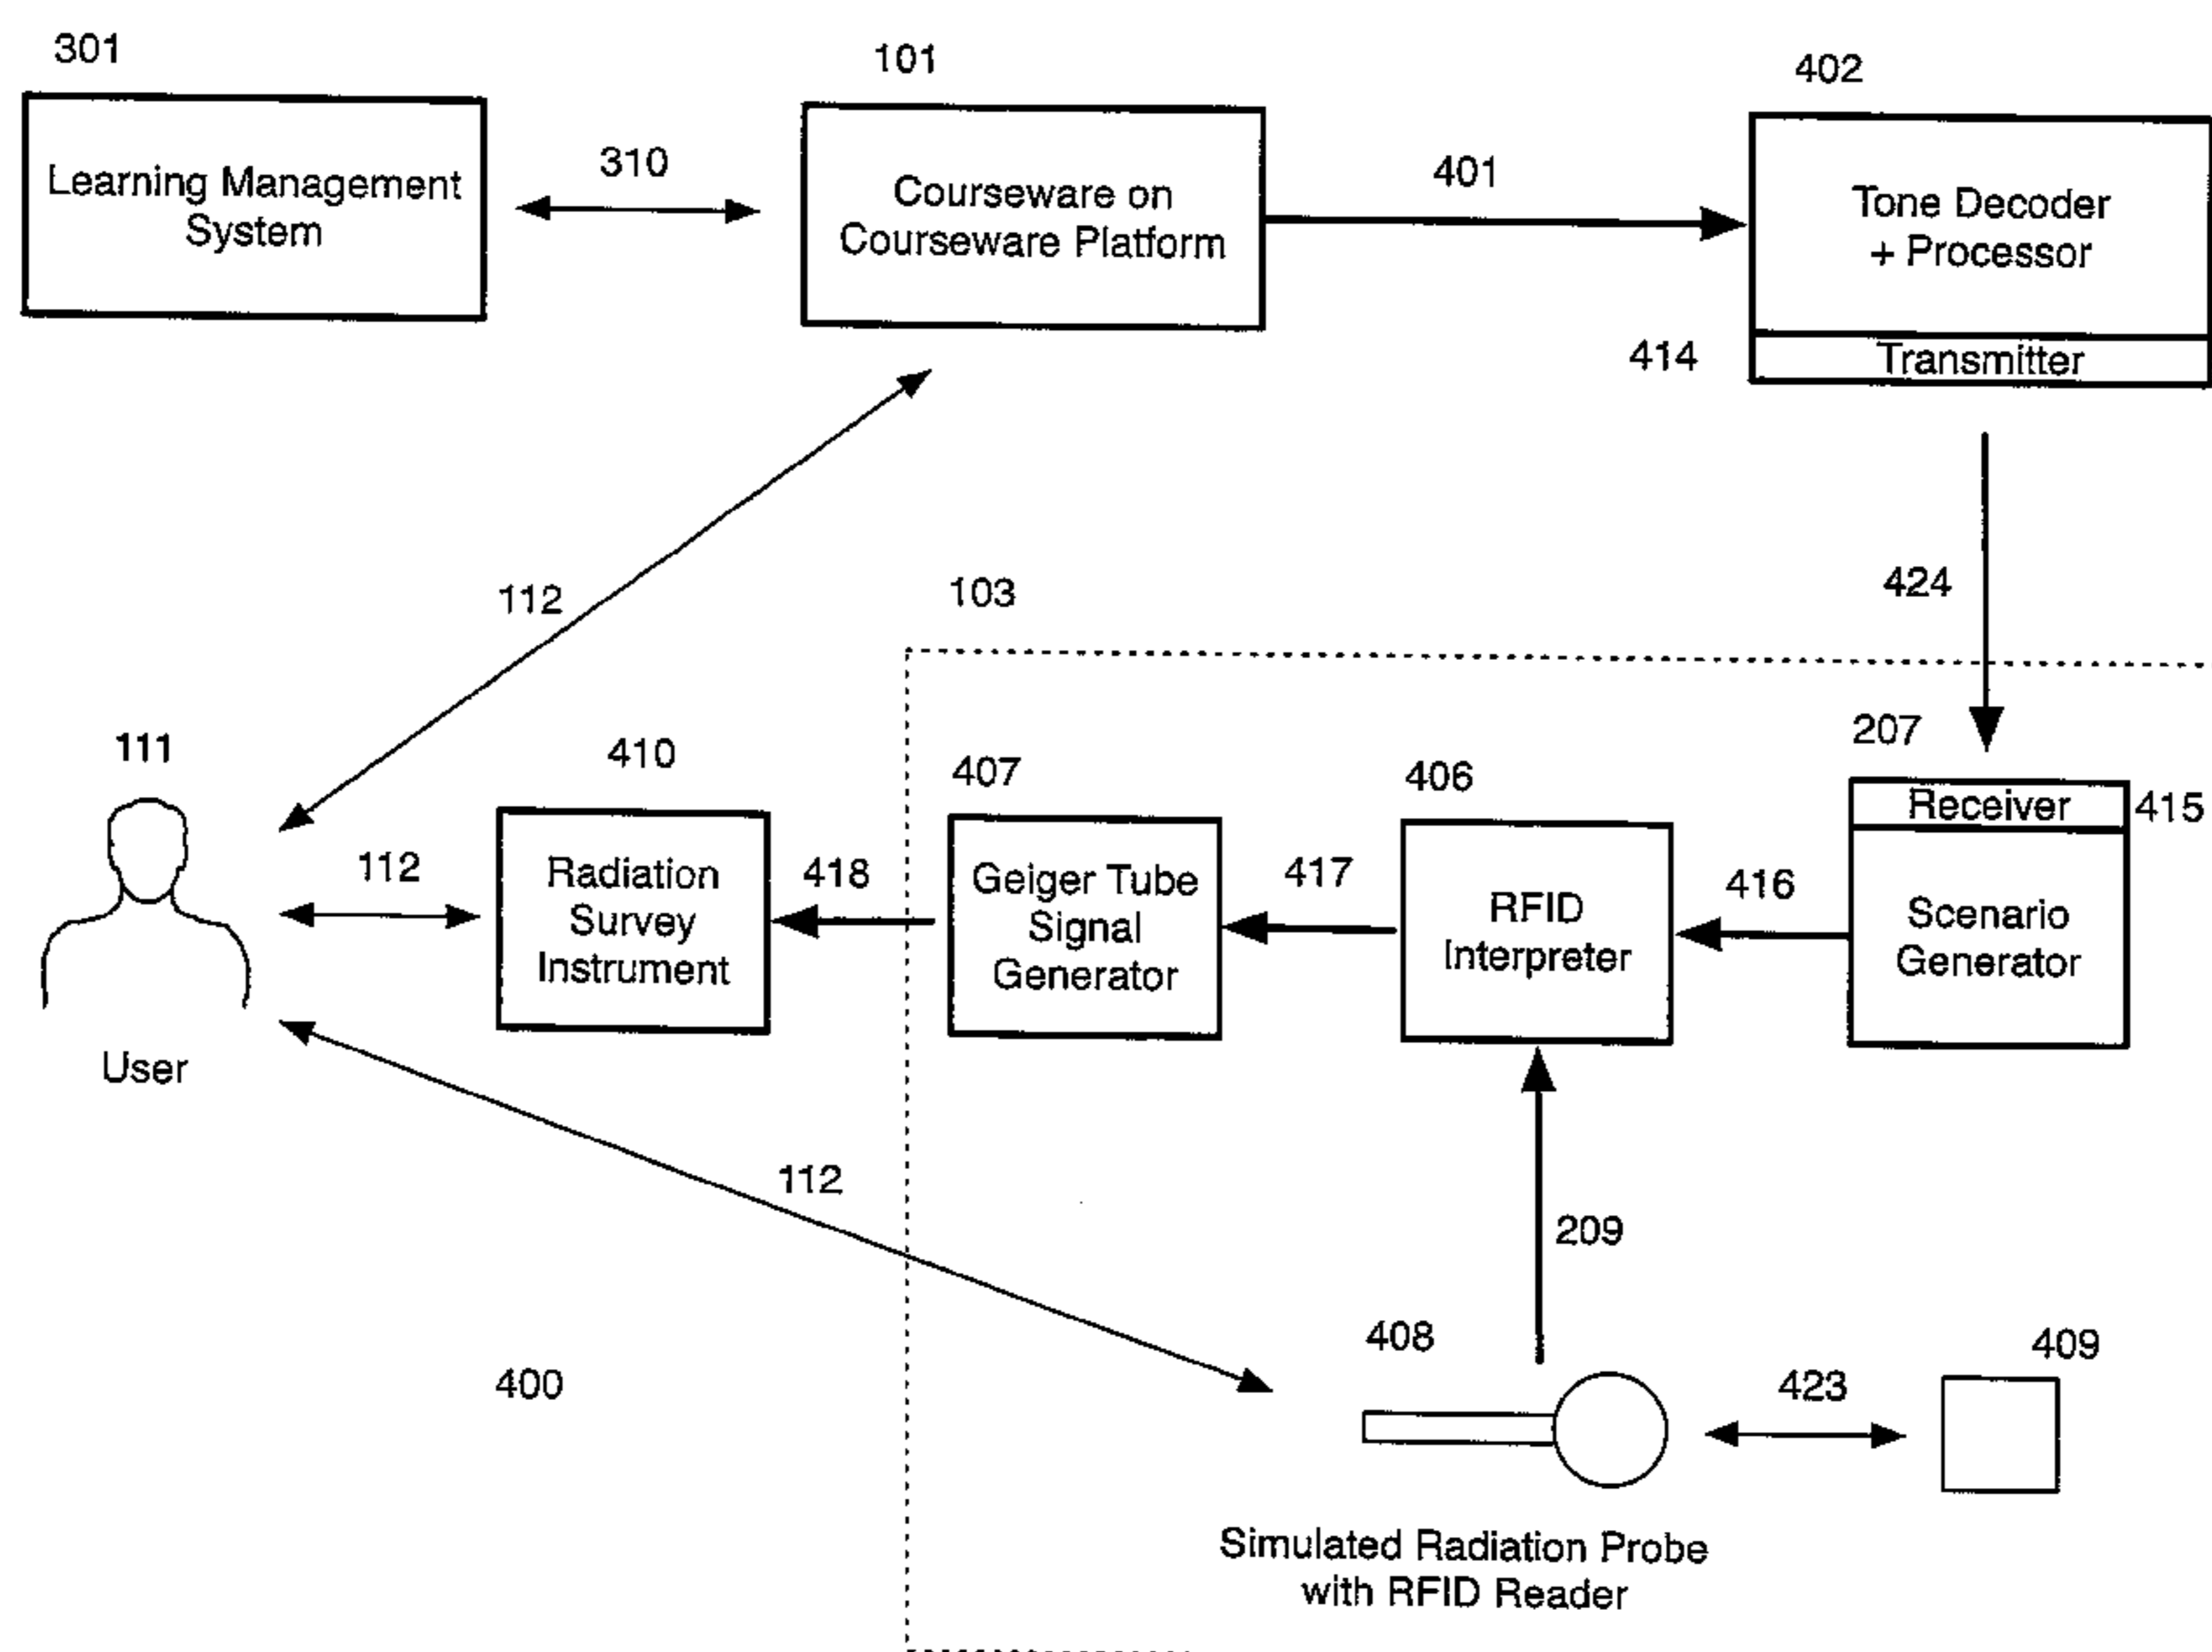 301
101
402
Learning Management
System
310
Courseware on
Courseware Platform
401
Tone Decoder
+ Processor
414
Transmitter
112
103
424
111
410
407
406
207
Receiver
415
112
Radiation
Survey
Instrument
418
Geiger Tube
Signal
Generator
417
RFID
Interpreter
416
Scenario
Generator
User
112
209
400
408
423
409
Simulated Radiation Probe
with RFID Reader